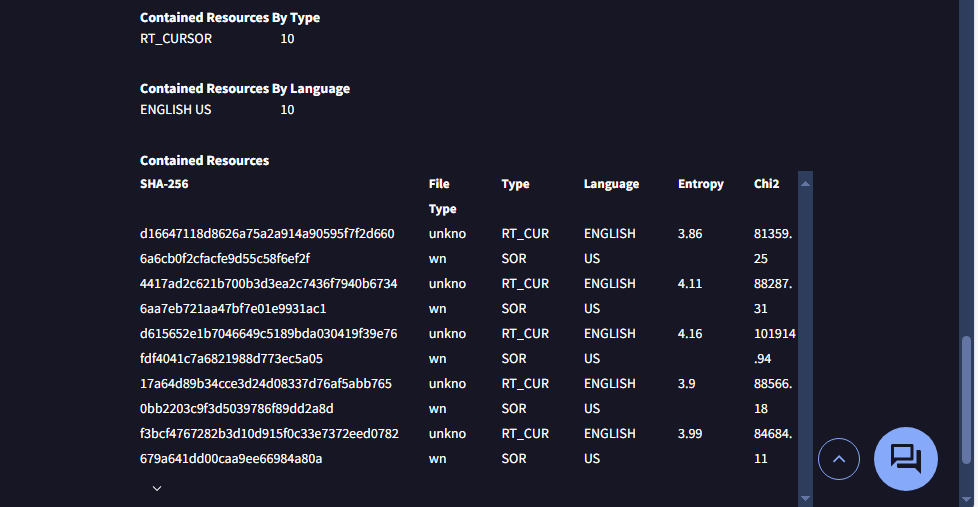 Contained Resources By Type
RT_CURSOR 10
Contained Resources By Language
ENGLISH US 10
Contained Resources
SHA-256 File Type Language Entropy Chi2
Type
d16647118d8626a75a2a914a90595f7f2d660 unkno RT_CUR ENGLISH 3.86 81359.
6a6cb0f2cfacfe9d55c58f6ef2f wn SOR US 25
4417ad2c621b700b3d3ea2c7436f7940b6734 unkno RT_CUR ENGLISH 4.11 88287.
6aa7eb721aa47bf7e01e9931ac1 wn SOR US 31
d615652e1b7046649c5189bda030419f39e76 unkno RT_CUR ENGLISH 4.16 101914
fdf4041c7a6821988d773ec5a05 wn SOR US .94
17a64d89b34cce3d24d08337d76af5abb765 unkno RT_CUR ENGLISH 3.9 88566.
0bb2203c9f3d5039786f89dd2a8d wn SOR US 18
f3bcf4767282b3d10d915f0c33e7372eed0782 unkno RT_CUR ENGLISH 3.99 84684.
679a641dd00caa9ee66984a80a wn SOR US 11